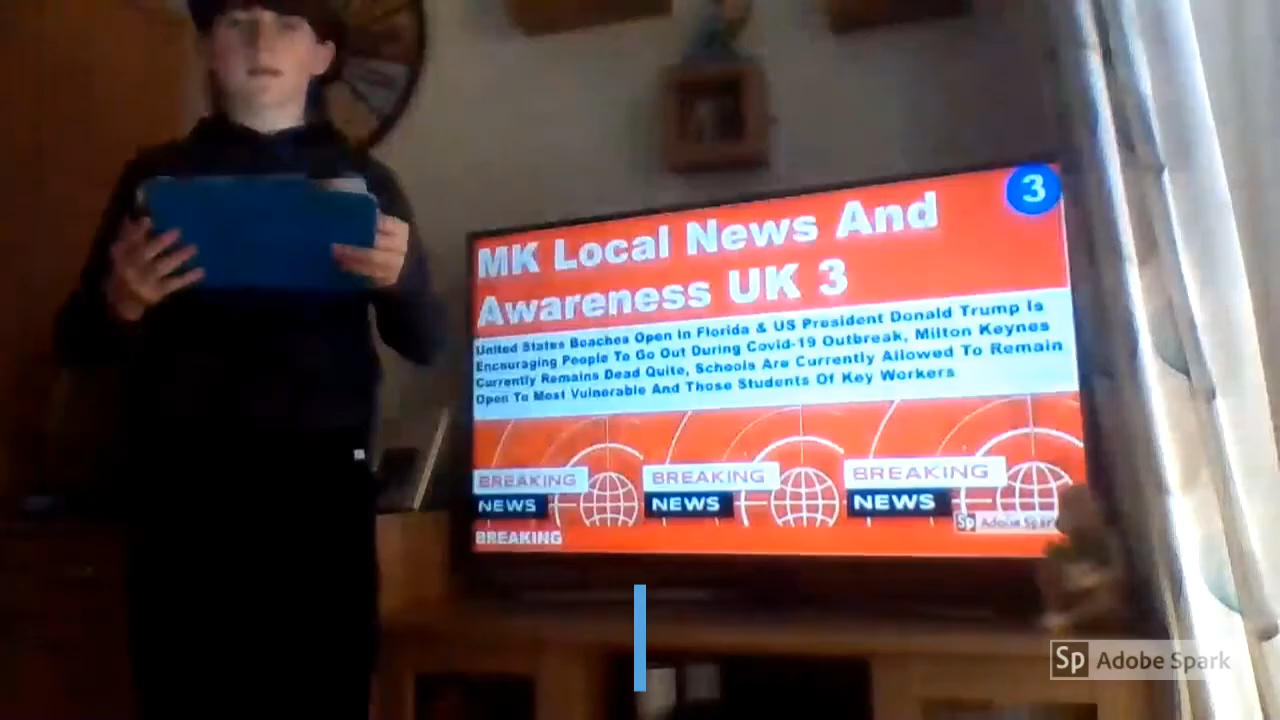 3
MK Local News And
Awareness UK 3
United States Beaches Open In Florida & US President Donald Trump Is
Encouraging People To Go Out During Covid-19 Outbreak, Milton Keynes
Currently Remains Dead Quite, Schools Are Currently Allowed To Remain
Open To Most Vulnerable And Those Students Of Key Workers
BREAKING BREAKING BREAKING
NEWS NEWS NEWS
Sp Adobe Spark
BREAKING
Sp Adobe Spark